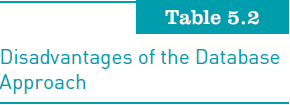 Table 5.2
Disadvantages of the Database
Approach